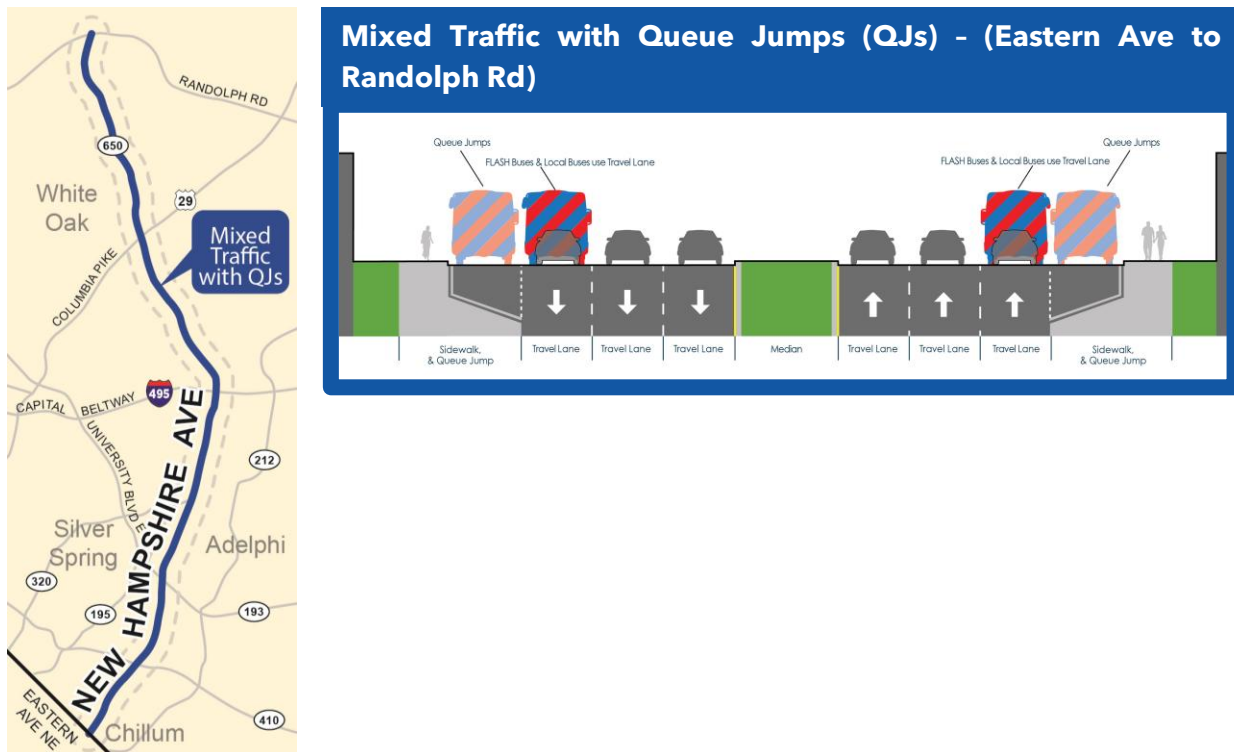 RANDOLPH RD
650
White
Oak
29
Mixed
Traffic
with QJs
COLUMBIA PIKE
495
CAPITAL BELTWAY
UNIVERSITY BLVD E
NEW HAMPSHIRE AVE
212
Silver
Spring
Adelphi
320
195
193
EASTERN
AVE NE
Chillum
410
Mixed Traffic with Queue Jumps (QJs) – (Eastern Ave to
Randolph Rd)
Queue Jumps
FLASH Buses & Local Buses use Travel Lane
Queue Jumps
FLASH Buses & Local Buses use Travel Lane
Sidewalk,
& Queue Jump
Travel Lane
Travel Lane
Travel Lane
Median
Travel Lane
Travel Lane
Travel Lane
Sidewalk,
& Queue Jump